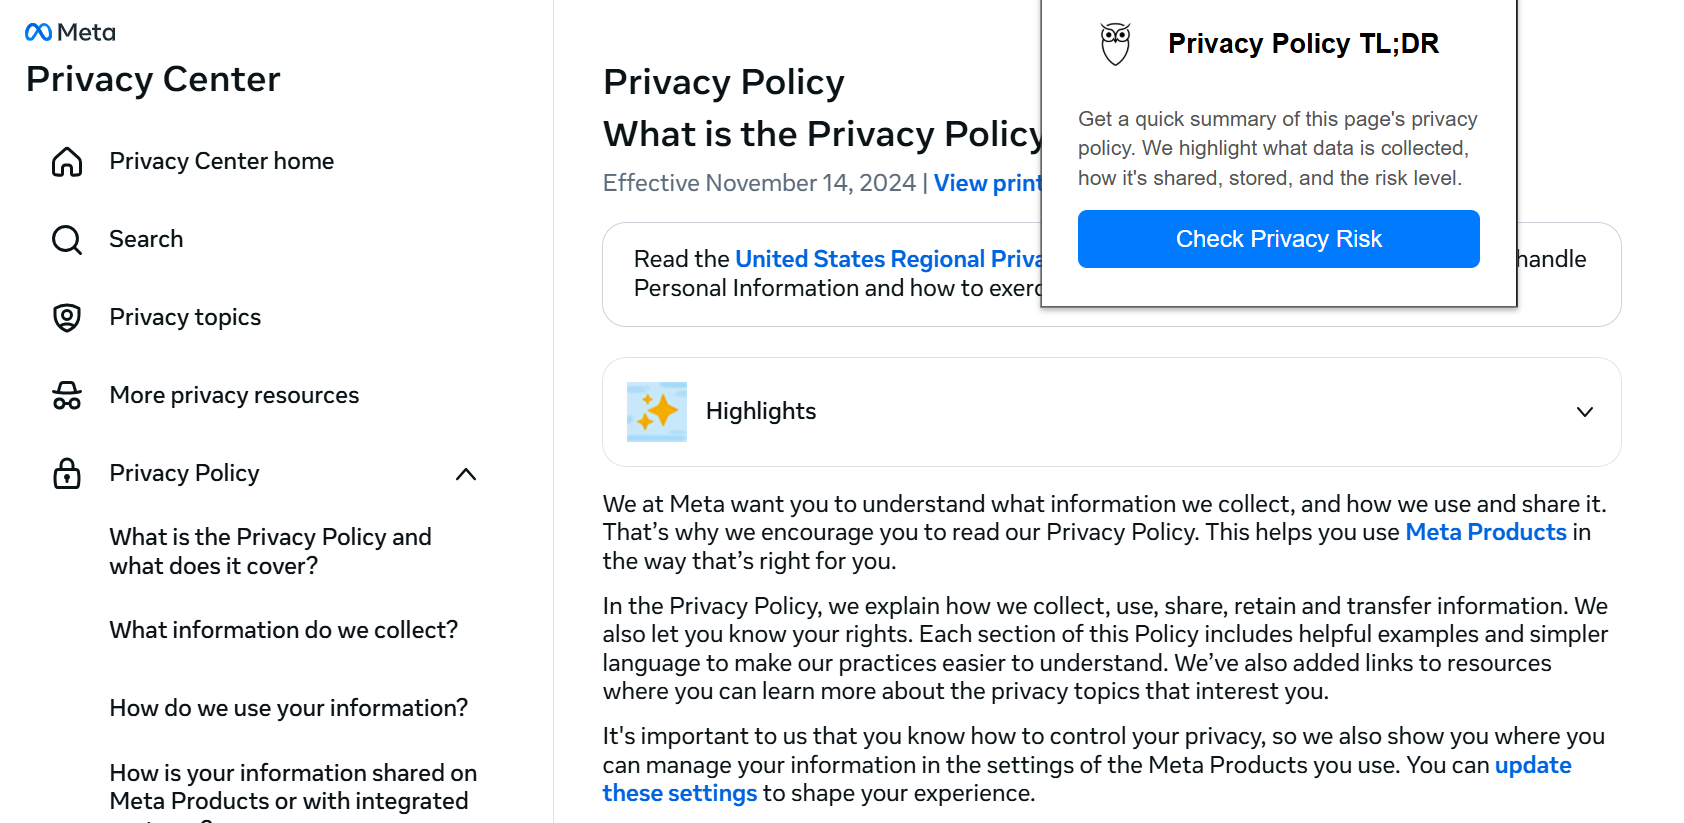 Meta
Privacy Center
Privacy Center home
Search
Privacy topics
More privacy resources
Privacy Policy
What is the Privacy Policy and
what does it cover?
What information do we collect?
How do we use your information?
How is your information shared on
Meta Products or with integrated
Privacy Policy
What is the Privacy Policy
Effective November 14, 2024 | View print
Read the United States Regional Priva
handle
Personal Information and how to exerc
Privacy Policy TL;DR
Get a quick summary of this page's privacy
policy. We highlight what data is collected,
how it's shared, stored, and the risk level.
Check Privacy Risk
Highlights
We at Meta want you to understand what information we collect, and how we use and share it.
That’s why we encourage you to read our Privacy Policy. This helps you use Meta Products in
the way that’s right for you.
In the Privacy Policy, we explain how we collect, use, share, retain and transfer information. We
also let you know your rights. Each section of this Policy includes helpful examples and simpler
language to make our practices easier to understand. We’ve also added links to resources
where you can learn more about the privacy topics that interest you.
It's important to us that you know how to control your privacy, so we also show you where you
can manage your information in the settings of the Meta Products you use. You can update
these settings to shape your experience.